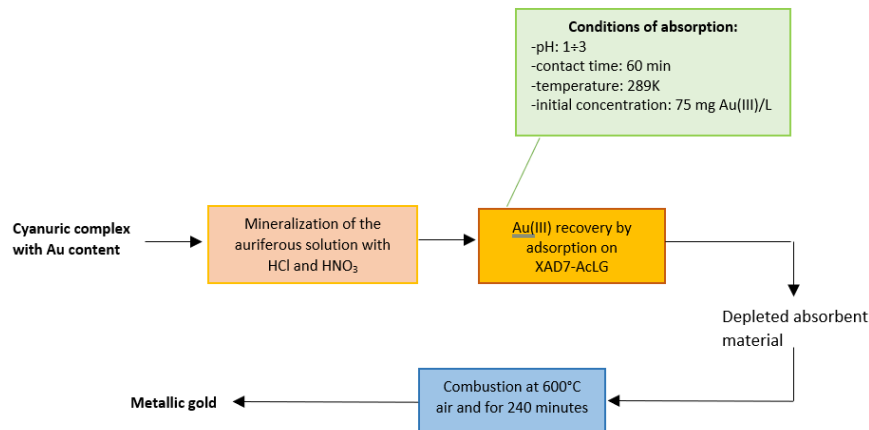 Conditions of absorption:
-pH: 1÷3
-contact time: 60 min
-temperature: 289K
-initial concentration: 75 mg Au(III)/L
Cyanuric complex
with Au content
Mineralization of the
auriferous solution with
HCl and HNO₃
Au(III) recovery by
adsorption on
XAD7-AcLG
Depleted absorbent
material
Combustion at 600°C
air and for 240 minutes
Metallic gold